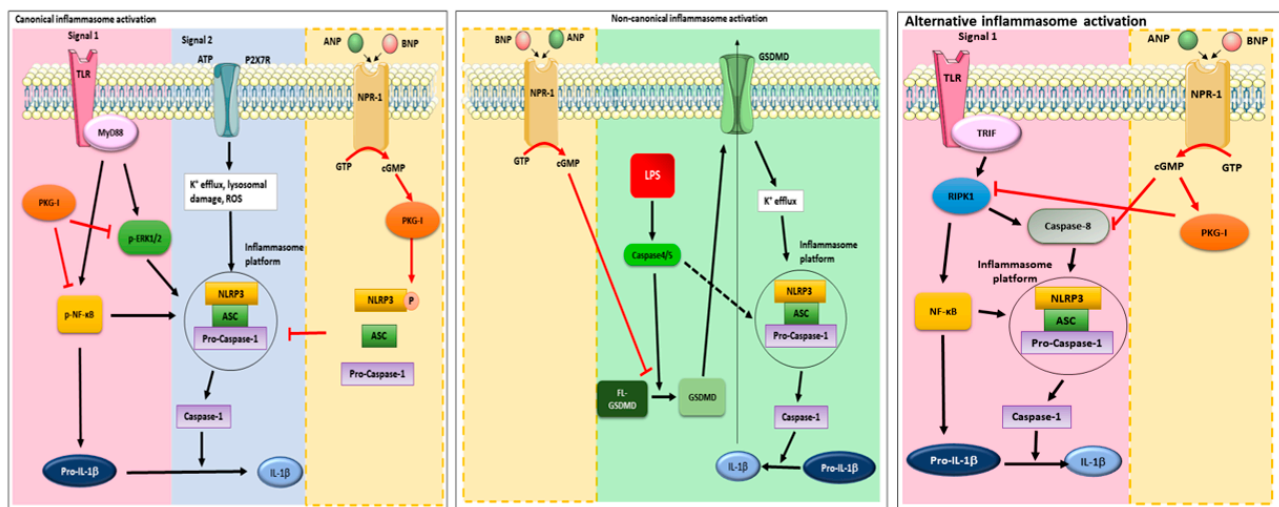 Canonical inflammasome activation
Signal 1
Signal 2
ATP
P2X7R
ANP
BNP
TLR
NPR-1
MyD88
GTP
cGMP
K⁺ efflux, lysosomal
damage, ROS
PKG-I
PKG-I
p-ERK1/2
Inflammasome
platform
NLRP3
ASC
Pro-Caspase-1
NLRP3
P
ASC
Pro-Caspase-1
p-NF-κB
Caspase-1
Pro-IL-1β
IL-1β
Non-canonical inflammasome activation
BNP
ANP
GSDMD
NPR-1
GTP
cGMP
LPS
K⁺ efflux
Caspase4/5
Inflammasome
platform
NLRP3
ASC
Pro-Caspase-1
FL-
GSDMD
GSDMD
Caspase-1
IL-1β
Pro-IL-1β
Alternative inflammasome activation
Signal 1
ANP
BNP
TLR
NPR-1
TRIF
cGMP
GTP
RIPK1
Caspase-8
PKG-I
Inflammasome
platform
NLRP3
ASC
Pro-Caspase-1
NF-κB
Caspase-1
Pro-IL-1β
IL-1β